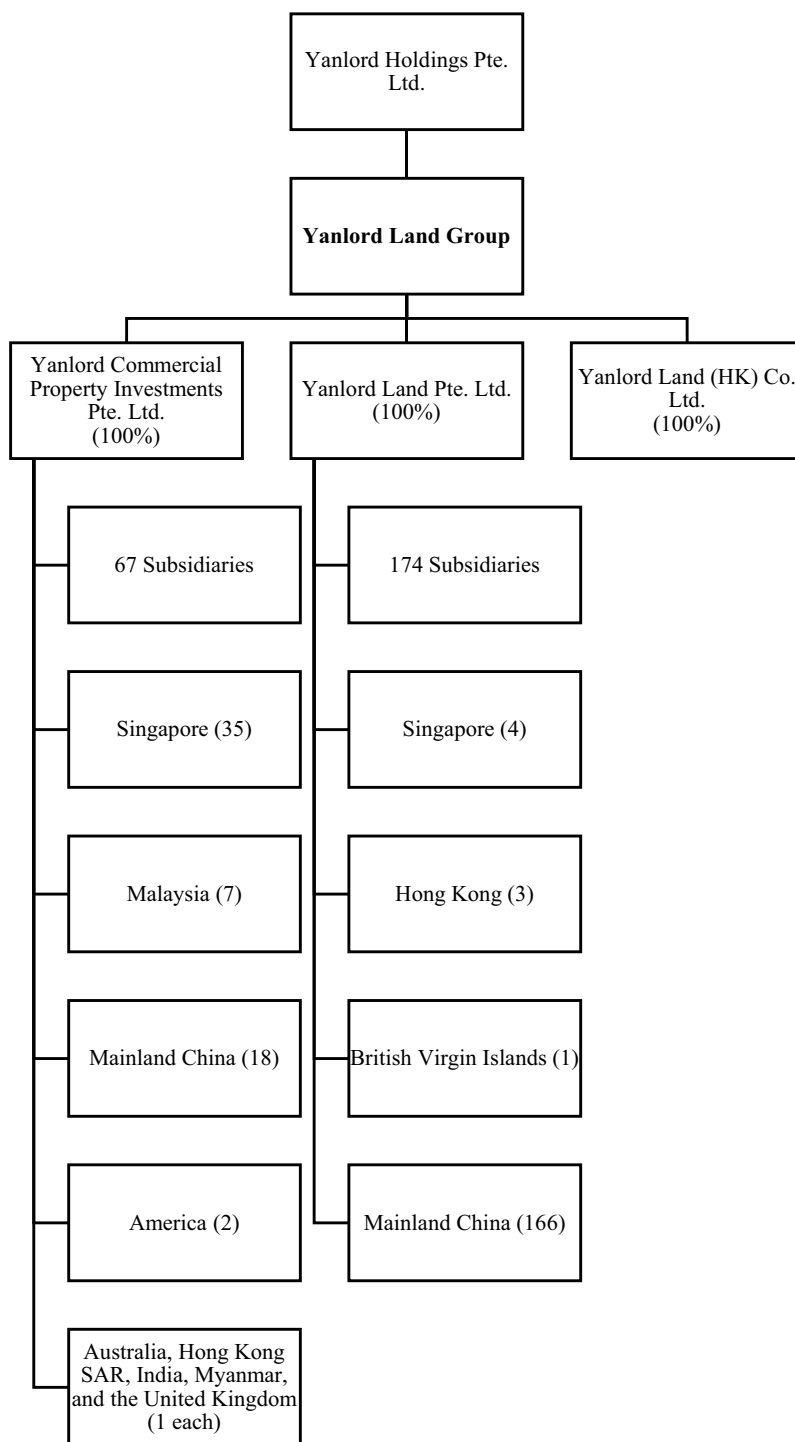 Yanlord Holdings Pte.
Ltd.
Yanlord Land Group
Yanlord Commercial
Property Investments
Pte. Ltd.
(100%)
Yanlord Land Pte. Ltd.
(100%)
Yanlord Land (HK) Co.
Ltd.
(100%)
67 Subsidiaries
174 Subsidiaries
Singapore (35)
Singapore (4)
Malaysia (7)
Hong Kong (3)
Mainland China (18)
British Virgin Islands (1)
America (2)
Mainland China (166)
Australia, Hong Kong
SAR, India, Myanmar,
and the United Kingdom
(1 each)